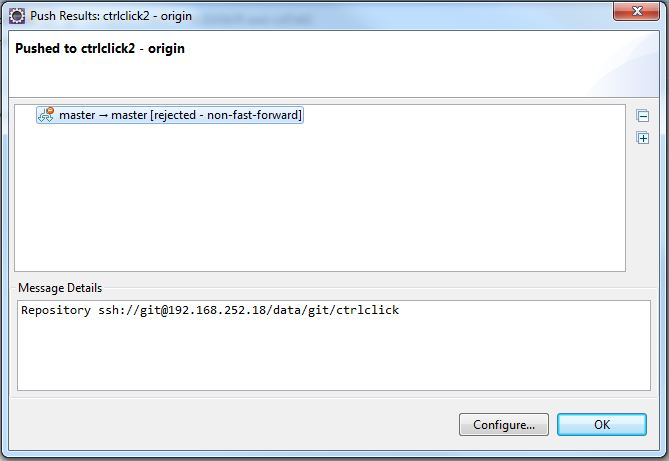 Push Results: ctrlclick2 - origin
Pushed to ctrlclick2 - origin
master → master [rejected - non-fast-forward]
Message Details
Repository ssh://git@192.168.252.18/data/git/ctrlclick
Configure...
OK